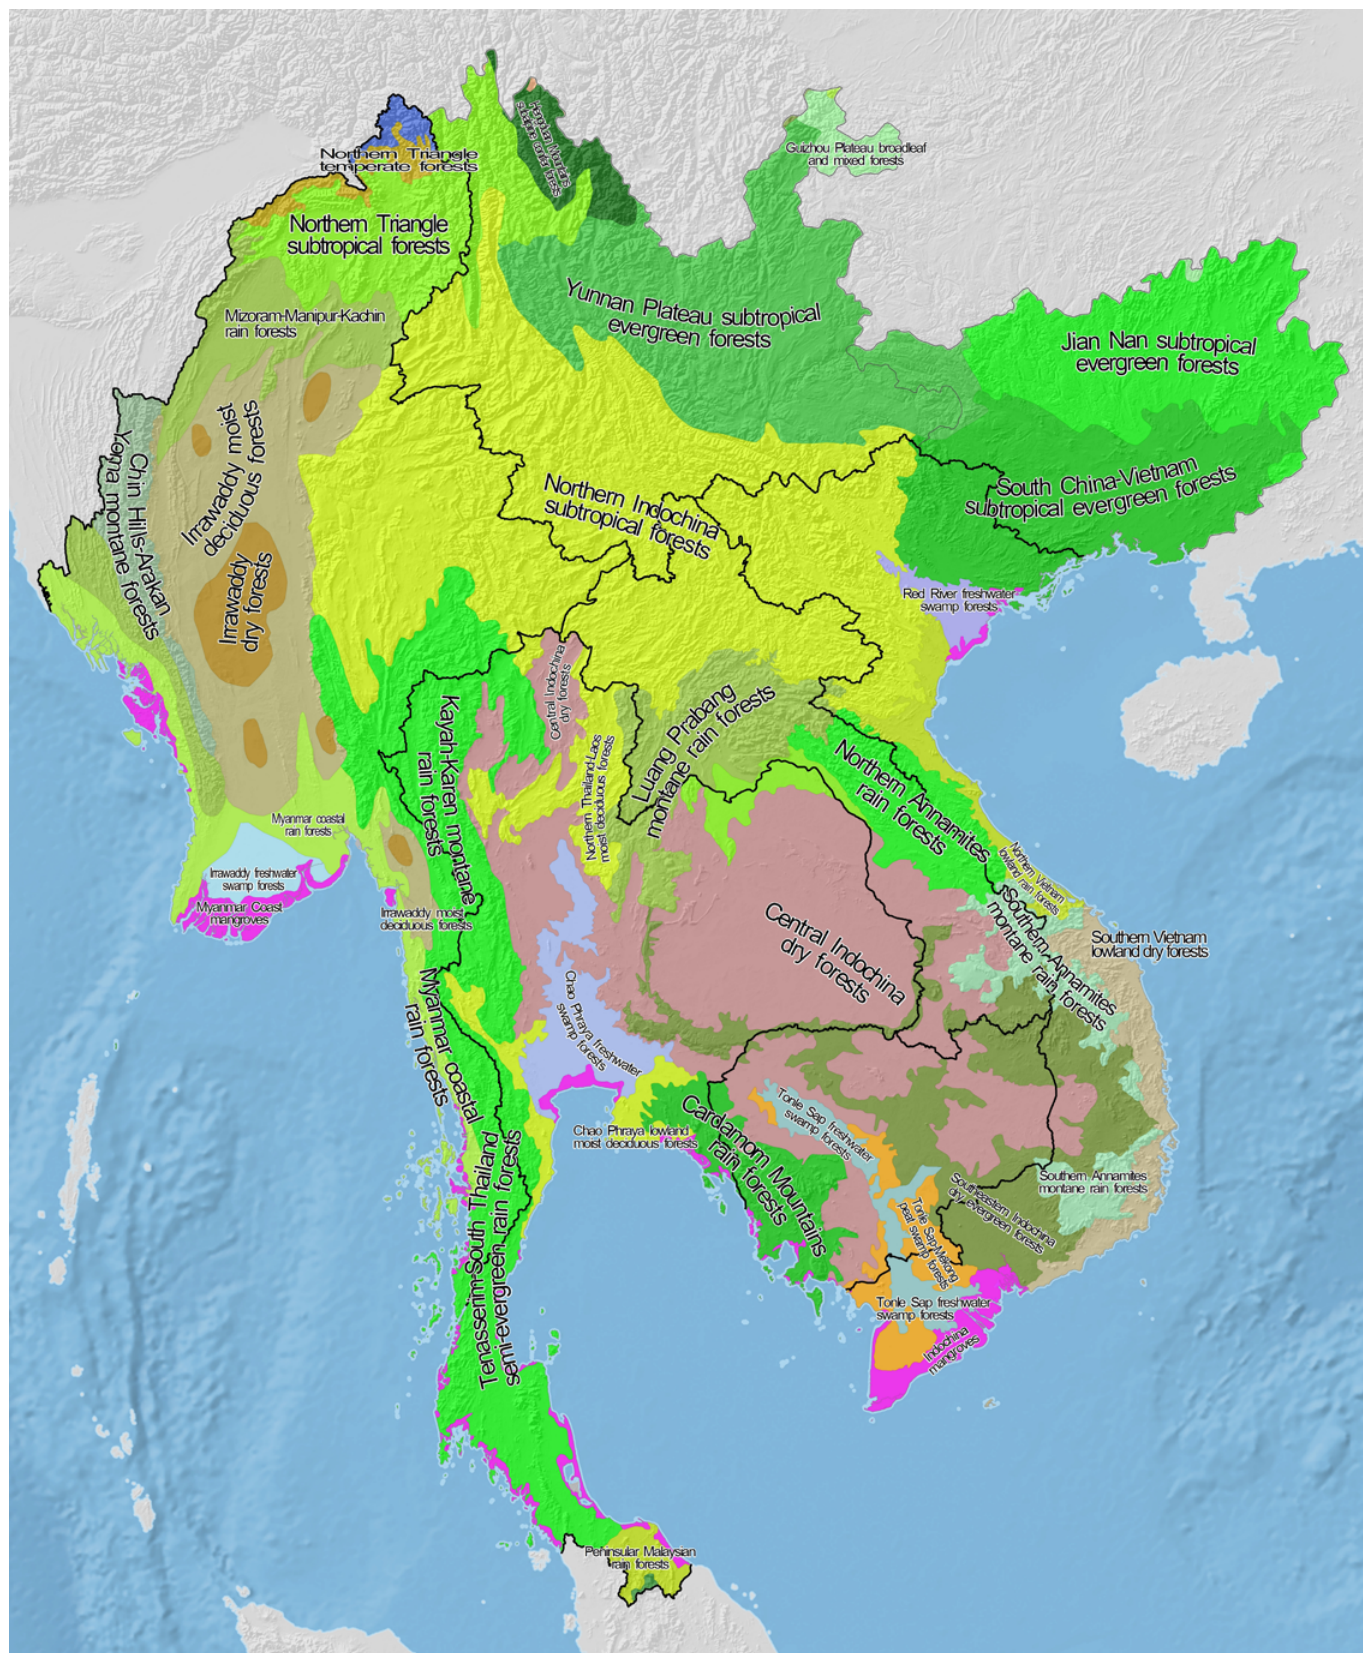 Hengduan Mountains
subalpine conifer forests
Guizhou Plateau broadleaf
and mixed forests
Northern Triangle
temperate forests
Northern Triangle
subtropical forests
Mizoram-Manipur-Kachin
rain forests
Yunnan Plateau subtropical
evergreen forests
Jian Nan subtropical
evergreen forests
Chin Hills-Arakan
Yoma montane forests
Irrawaddy moist
deciduous forests
Irrawaddy
dry forests
Northern Indochina
subtropical forests
South China-Vietnam
subtropical evergreen forests
Red River freshwater
swamp forests
Central Indochina
dry forests
Kayah-Karen montane
rain forests
Northern Thailand-Laos
moist deciduous forests
Luang Prabang
montane rain forests
Northern Annamites
rain forests
Northern Vietnam
lowland rain forests
Myanmar coastal
rain forests
Irrawaddy freshwater
swamp forests
Myanmar Coast
mangroves
Irrawaddy moist
deciduous forests
Central Indochina
dry forests
Southern Annamites
montane rain forests
Southern Vietnam
lowland dry forests
Myanmar coastal
rain forests
Chao Phraya freshwater
swamp forests
Chao Phraya lowland
moist deciduous forests
Cardamom Mountains
rain forests
Tonle Sap freshwater
swamp forests
Southern Annamites
montane rain forests
Southeastern Indochina
dry evergreen forests
Tonle Sap-Mekong
peat swamp forests
Tenasserim-South Thailand
semi-evergreen rain forests
Tonle Sap freshwater
swamp forests
Indochina
mangroves
Peninsular Malaysian
rain forests